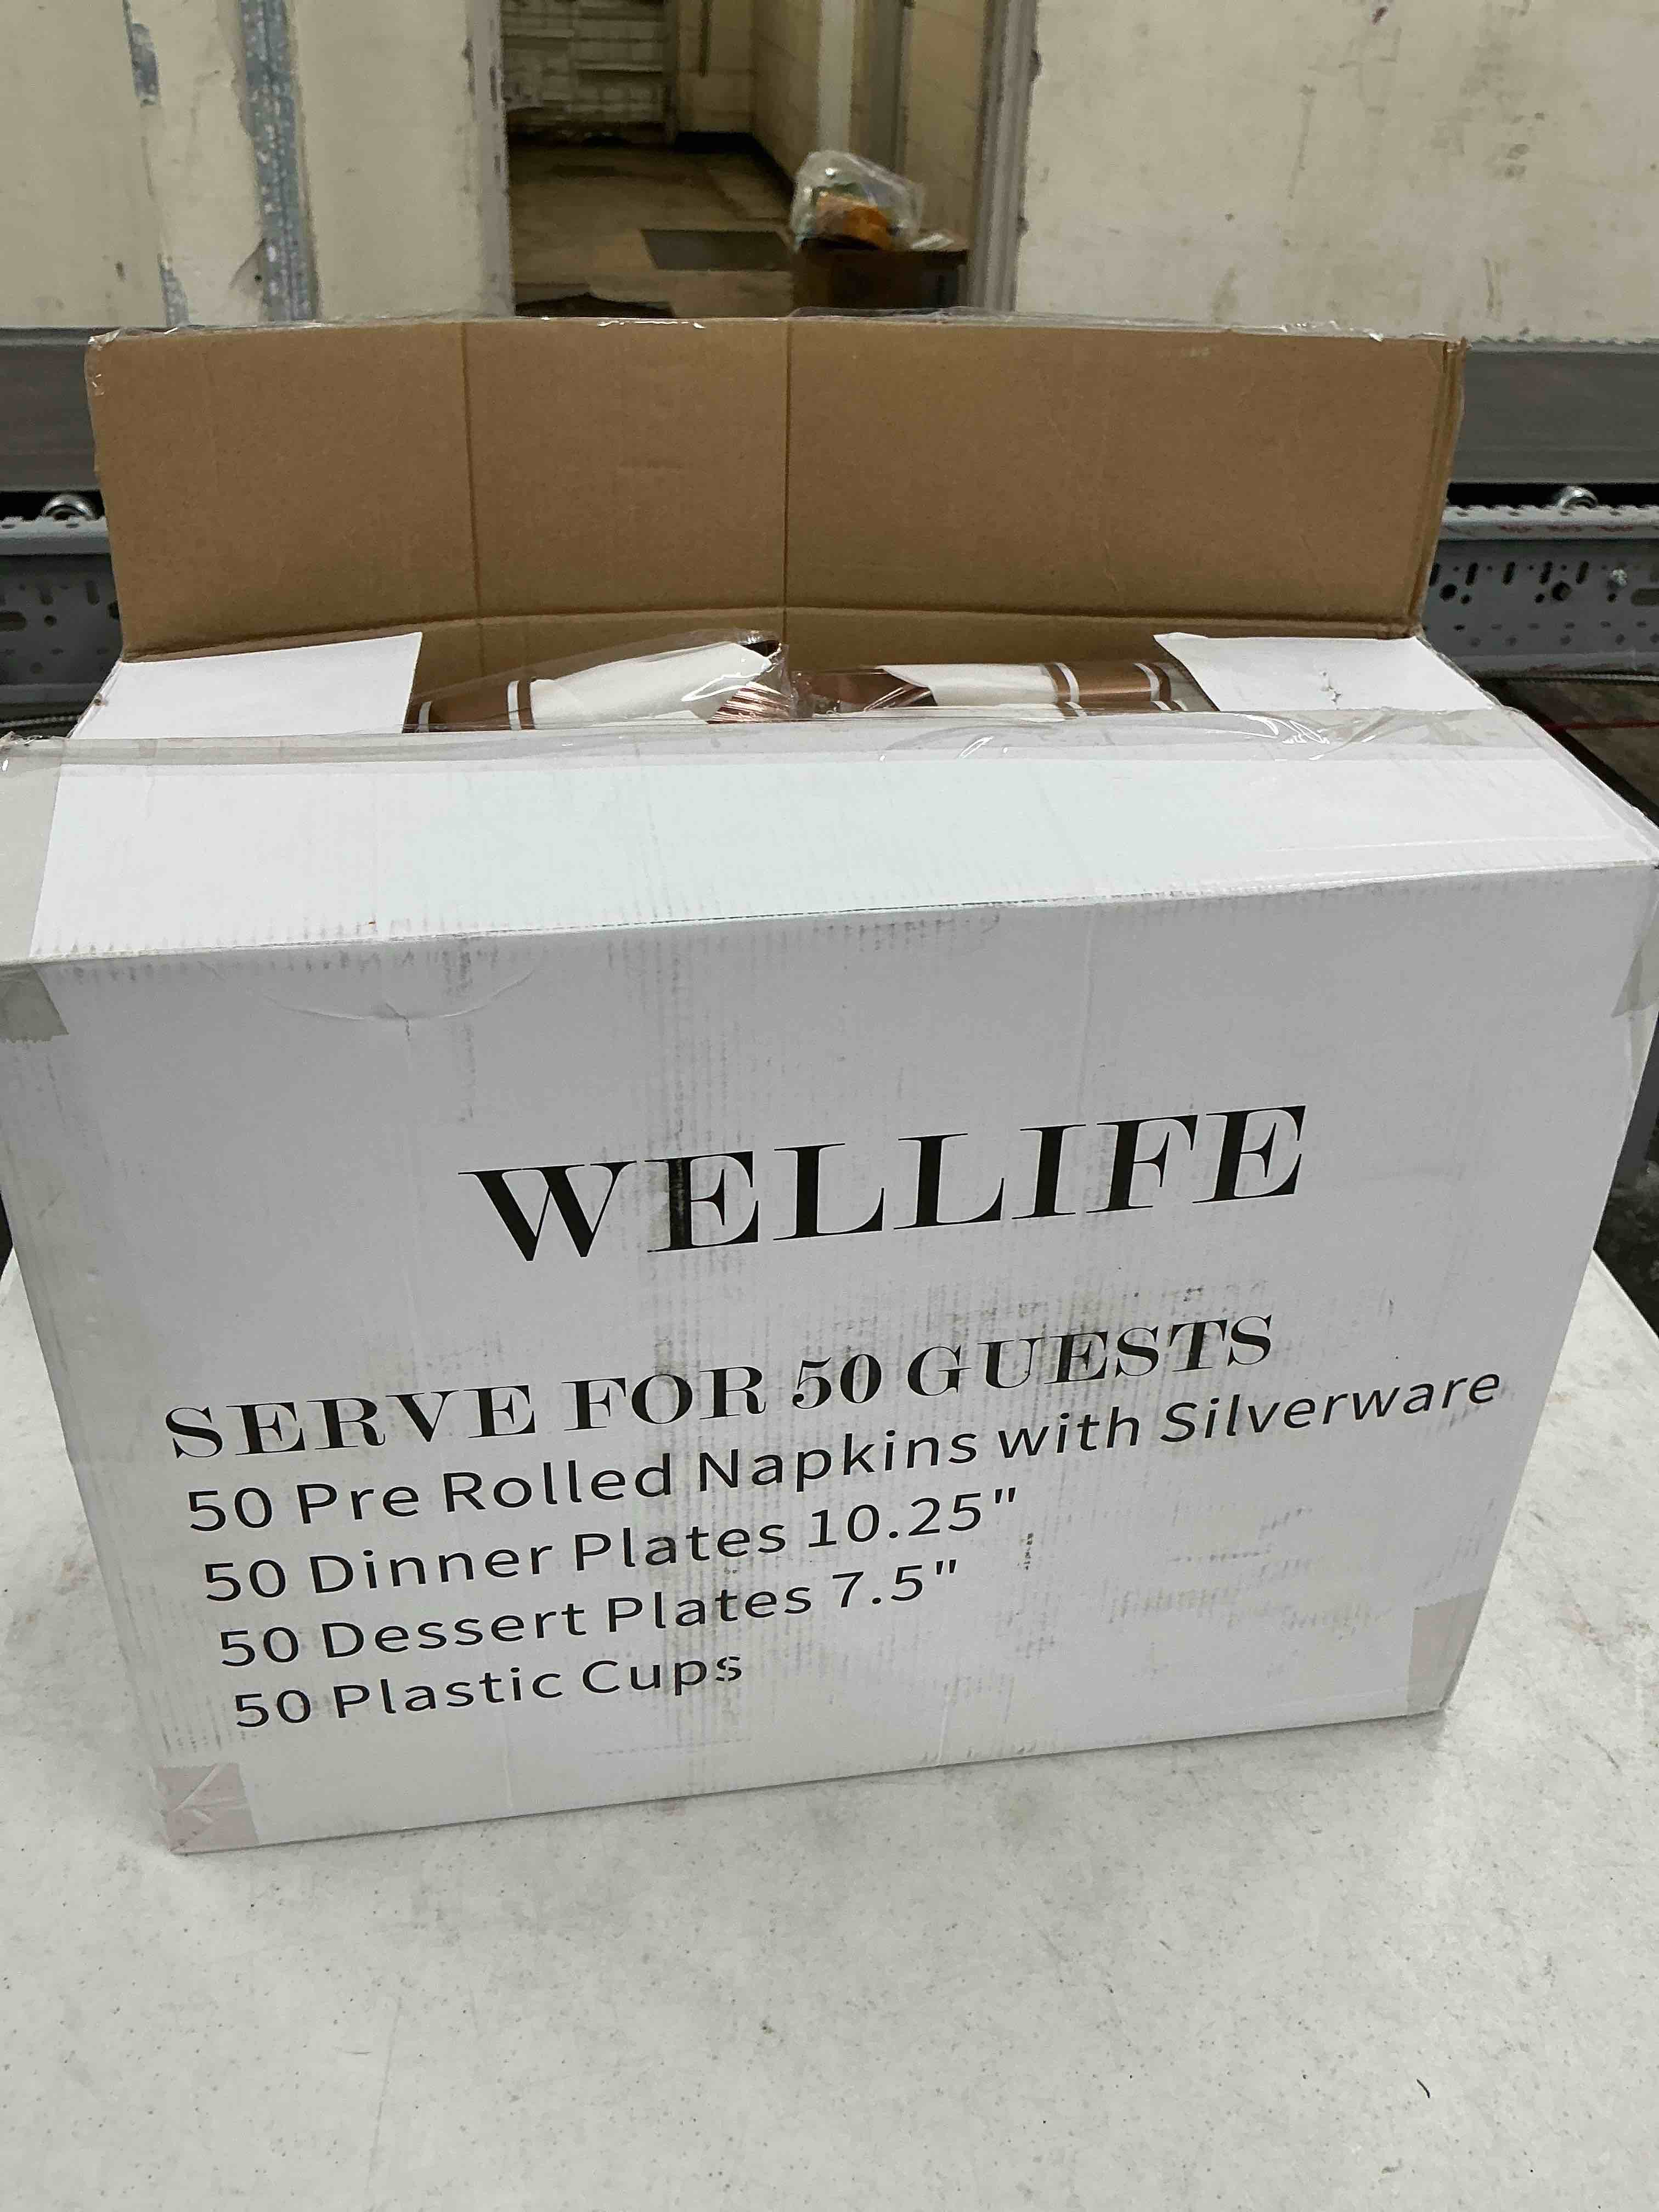 WELLIFE
SERVE FOR 50 GUESTS
50 Pre Rolled Napkins with Silverware
50 Dinner Plates 10.25"
50 Dessert Plates 7.5"
50 Plastic Cups